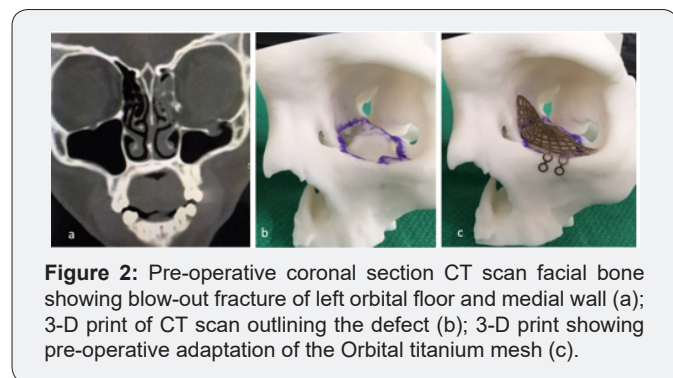 a
b
c
Figure 2: Pre-operative coronal section CT scan facial bone
showing blow-out fracture of left orbital floor and medial wall (a);
3-D print of CT scan outlining the defect (b); 3-D print showing
pre-operative adaptation of the Orbital titanium mesh (c).